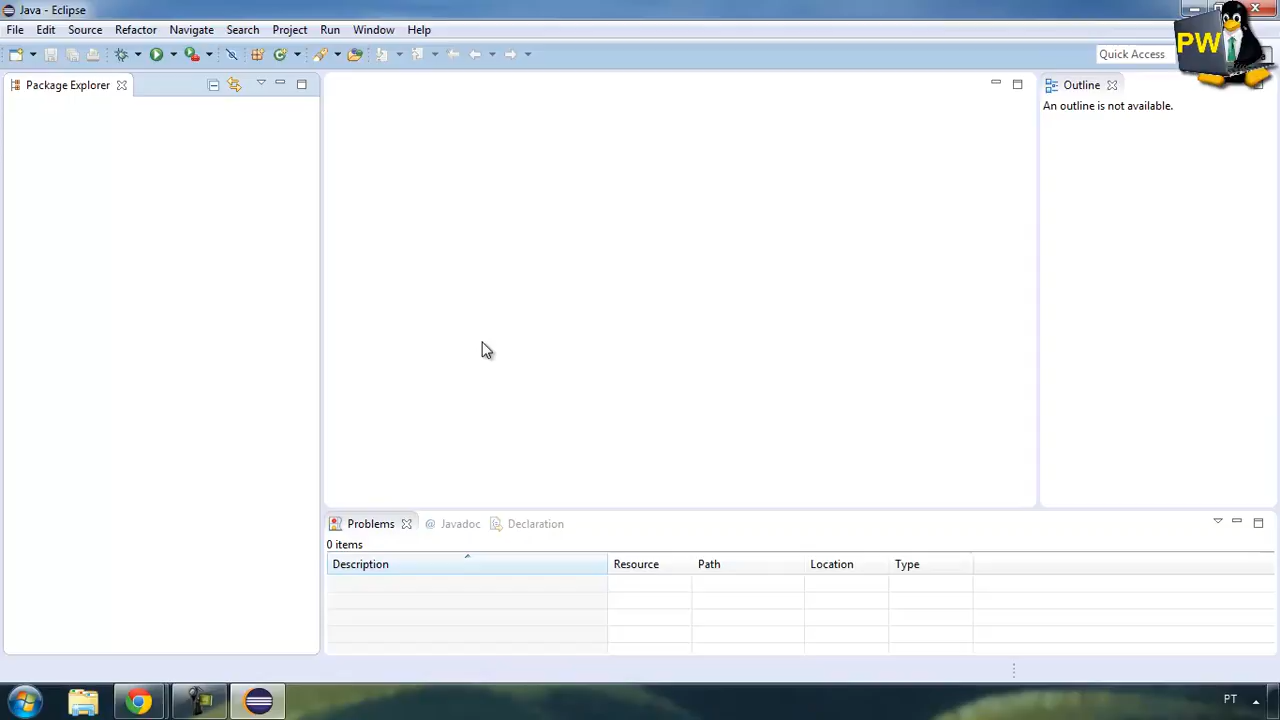 Java - Eclipse
File Edit Source Refactor Navigate Search Project Run Window Help
Quick Access
PW
Package Explorer
Outline
An outline is not available.
Problems @ Javadoc Declaration
0 items
Description Resource Path Location Type
PT